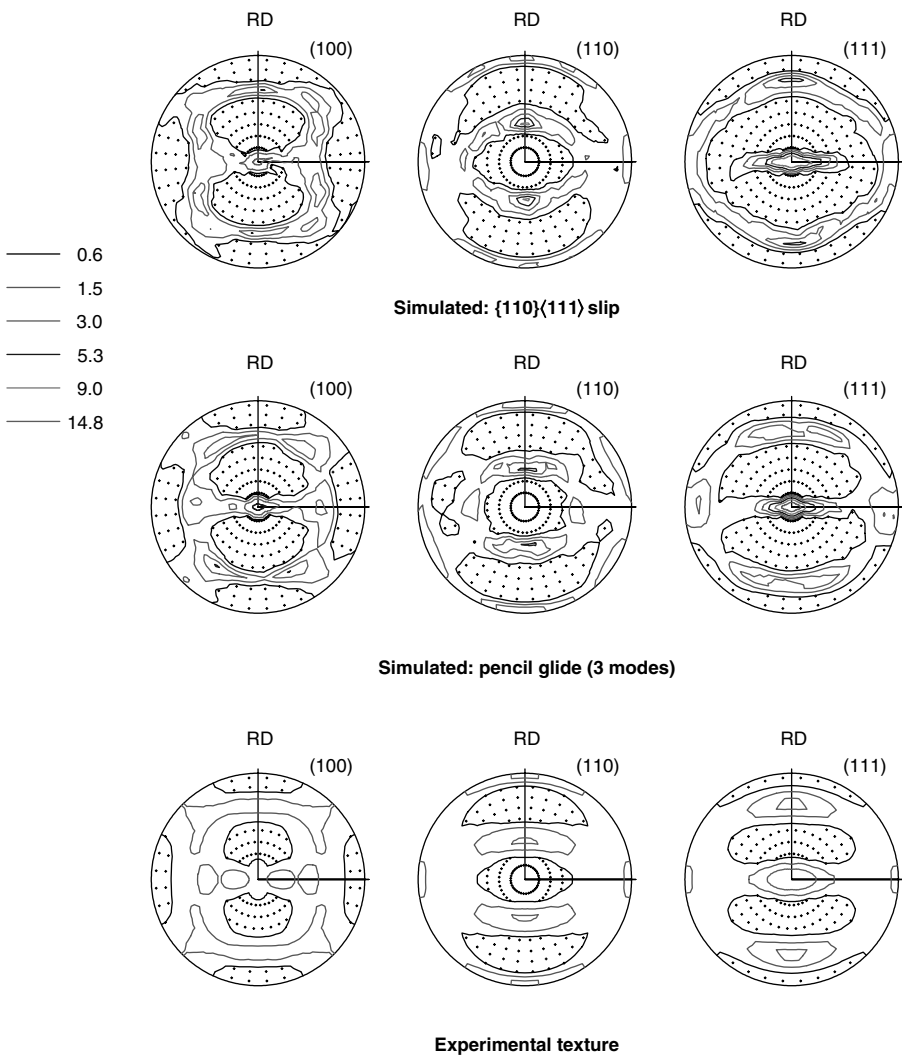 RD RD RD
(100) (110) (111)
0.6
1.5
3.0
5.3
9.0
14.8
Simulated: {110}⟨111⟩ slip
RD RD RD
(100) (110) (111)
Simulated: pencil glide (3 modes)
RD RD RD
(100) (110) (111)
Experimental texture